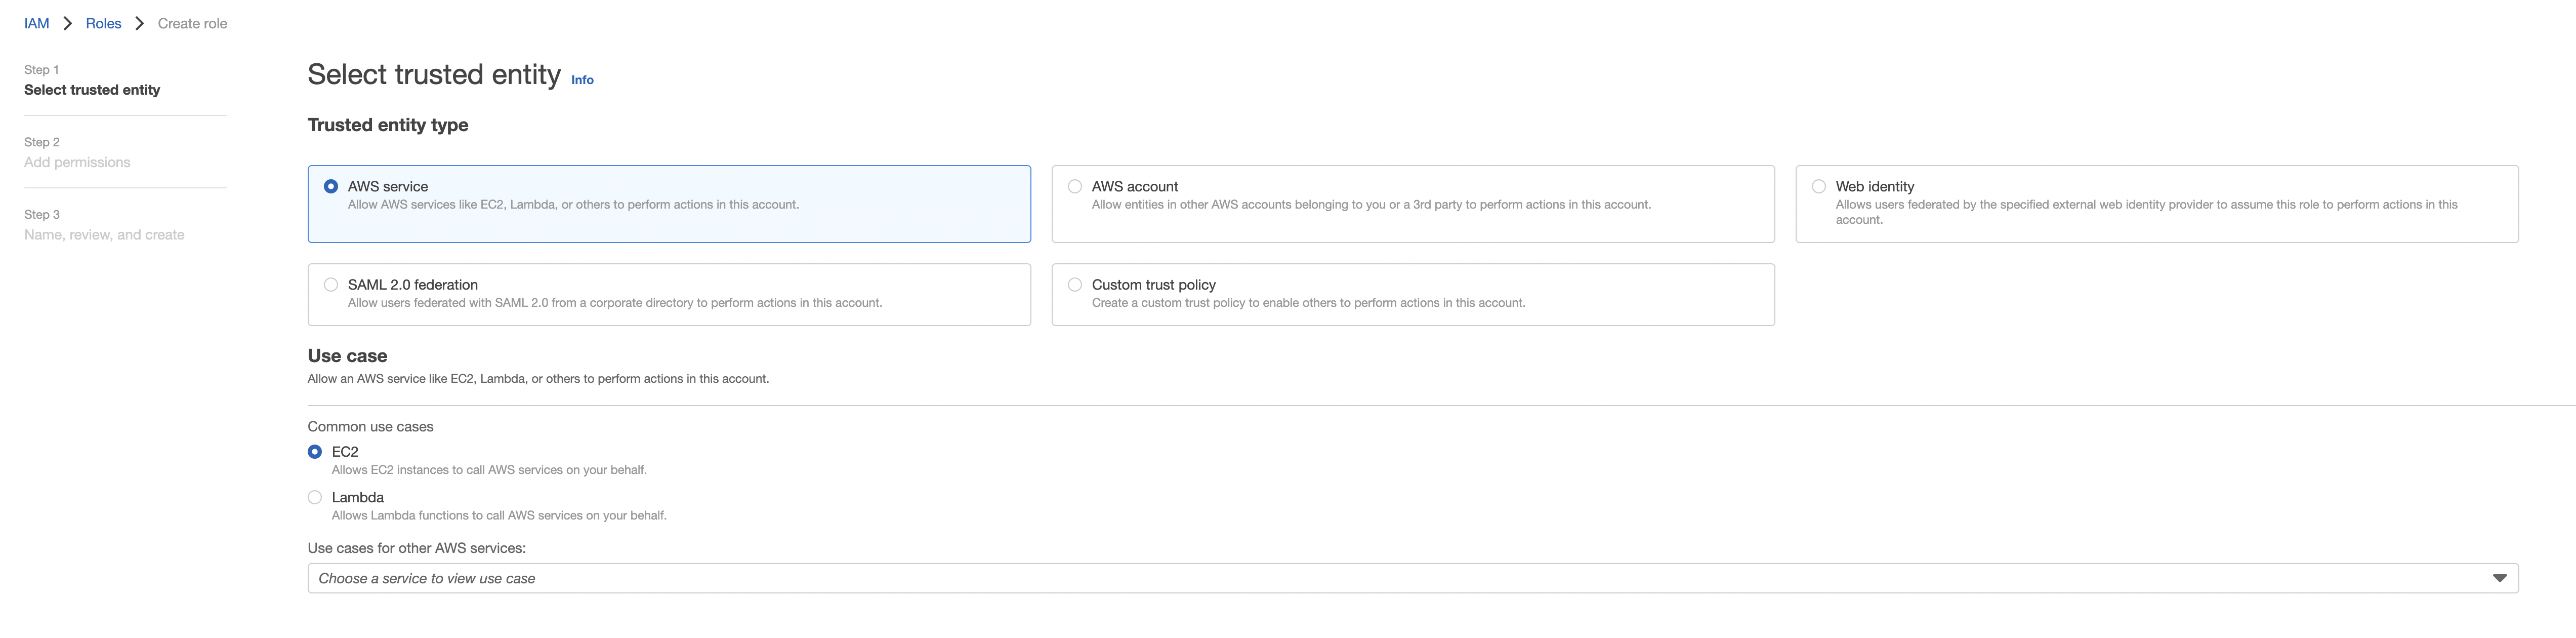 IAM > Roles > Create role
Step 1
Select trusted entity
Step 2
Add permissions
Step 3
Name, review, and create
Select trusted entity Info
Trusted entity type
AWS service
Allow AWS services like EC2, Lambda, or others to perform actions in this account.
AWS account
Allow entities in other AWS accounts belonging to you or a 3rd party to perform actions in this account.
Web identity
Allows users federated by the specified external web identity provider to assume this role to perform actions in this
account.
SAML 2.0 federation
Allow users federated with SAML 2.0 from a corporate directory to perform actions in this account.
Custom trust policy
Create a custom trust policy to enable others to perform actions in this account.
Use case
Allow an AWS service like EC2, Lambda, or others to perform actions in this account.
Common use cases
EC2
Allows EC2 instances to call AWS services on your behalf.
Lambda
Allows Lambda functions to call AWS services on your behalf.
Use cases for other AWS services:
Choose a service to view use case